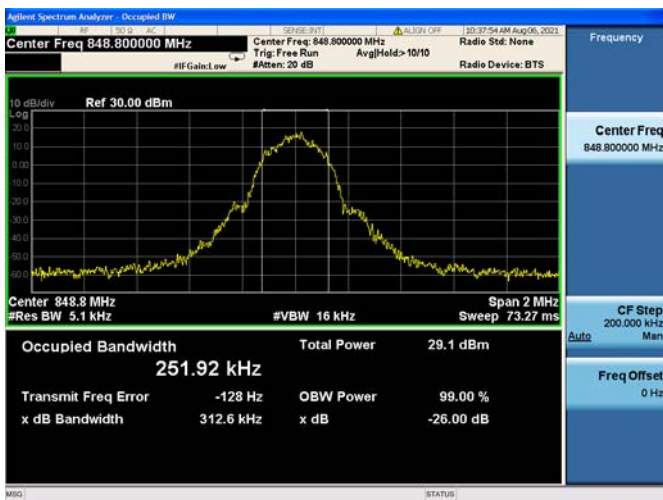 Agilent Spectrum Analyzer - Occupied BW
RF 50 Ω AC SENSE:INT ALIGN OFF 10:37:54 AM Aug 06, 2021
Center Freq 848.800000 MHz Center Freq: 848.800000 MHz Radio Std: None Frequency
Trig: Free Run Avg|Hold:>10/10
#IFGain:Low #Atten: 20 dB Radio Device: BTS
10 dB/div Ref 30.00 dBm
Log
20.0
10.0
0.00
-10.0
-20.0
-30.0
-40.0
-50.0
-60.0
Center Freq
848.800000 MHz
Center 848.8 MHz Span 2 MHz
#Res BW 5.1 kHz #VBW 16 kHz Sweep 73.27 ms
CF Step
200.000 kHz
Auto Man
Occupied Bandwidth Total Power 29.1 dBm
251.92 kHz
Freq Offset
0 Hz
Transmit Freq Error -128 Hz OBW Power 99.00 %
x dB Bandwidth 312.6 kHz x dB -26.00 dB
MSG STATUS